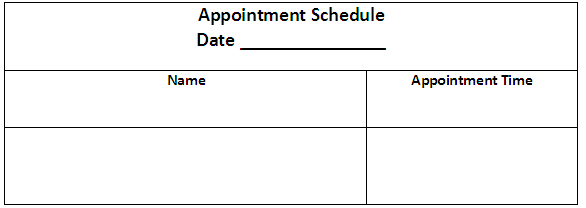 Appointment Schedule
Date _______________
Name Appointment Time